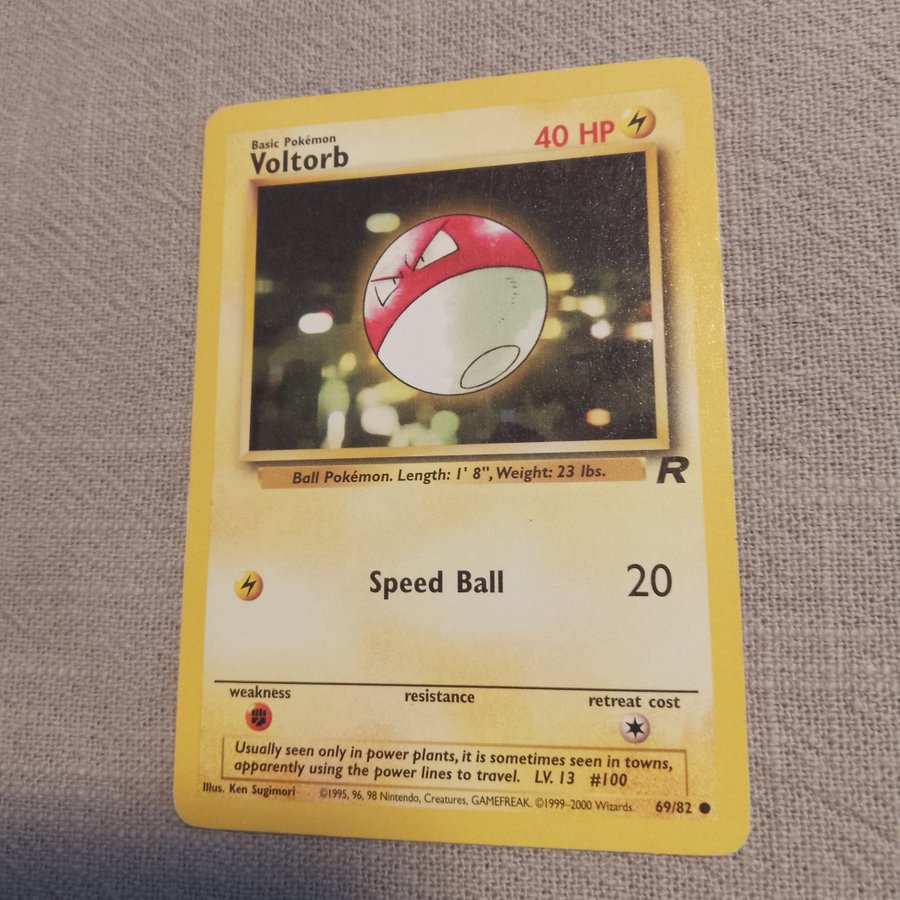 Basic Pokémon
Voltorb
40 HP
Ball Pokémon. Length: 1' 8", Weight: 23 lbs.
R
Speed Ball
20
weakness
resistance
retreat cost
Usually seen only in power plants, it is sometimes seen in towns,
apparently using the power lines to travel. LV. 13 #100
Illus. Ken Sugimori ©1995, 96, 98 Nintendo, Creatures, GAMEFREAK. ©1999–2000 Wizards. 69/82